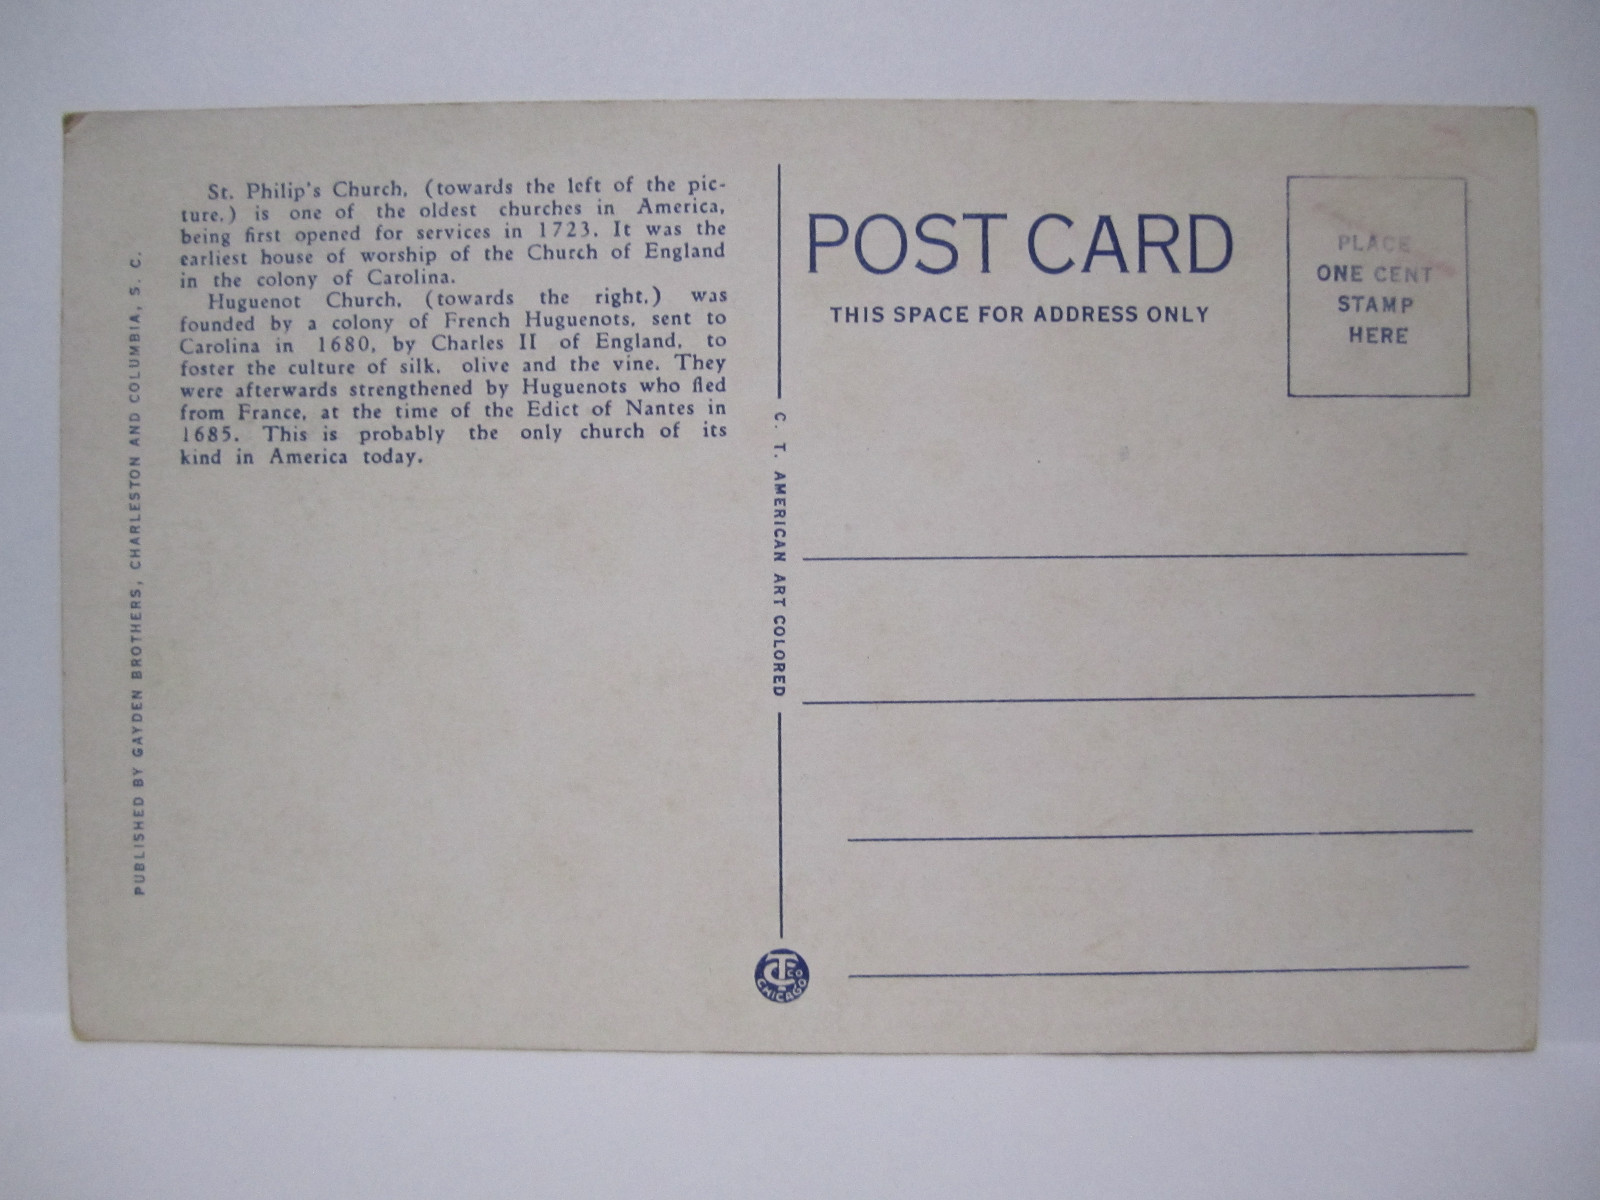 St. Philip's Church, (towards the left of the pic-
ture,) is one of the oldest churches in America,
being first opened for services in 1723. It was the
earliest house of worship of the Church of England
in the colony of Carolina.
Huguenot Church, (towards the right,) was
founded by a colony of French Huguenots, sent to
Carolina in 1680, by Charles II of England, to
foster the culture of silk, olive and the vine. They
were afterwards strengthened by Huguenots who fled
from France, at the time of the Edict of Nantes in
1685. This is probably the only church of its
kind in America today.
PUBLISHED BY GAYDEN BROTHERS, CHARLESTON AND COLUMBIA, S. C.
C. T. AMERICAN ART COLORED
CT CO
CHICAGO
POST CARD
THIS SPACE FOR ADDRESS ONLY
PLACE
ONE CENT
STAMP
HERE